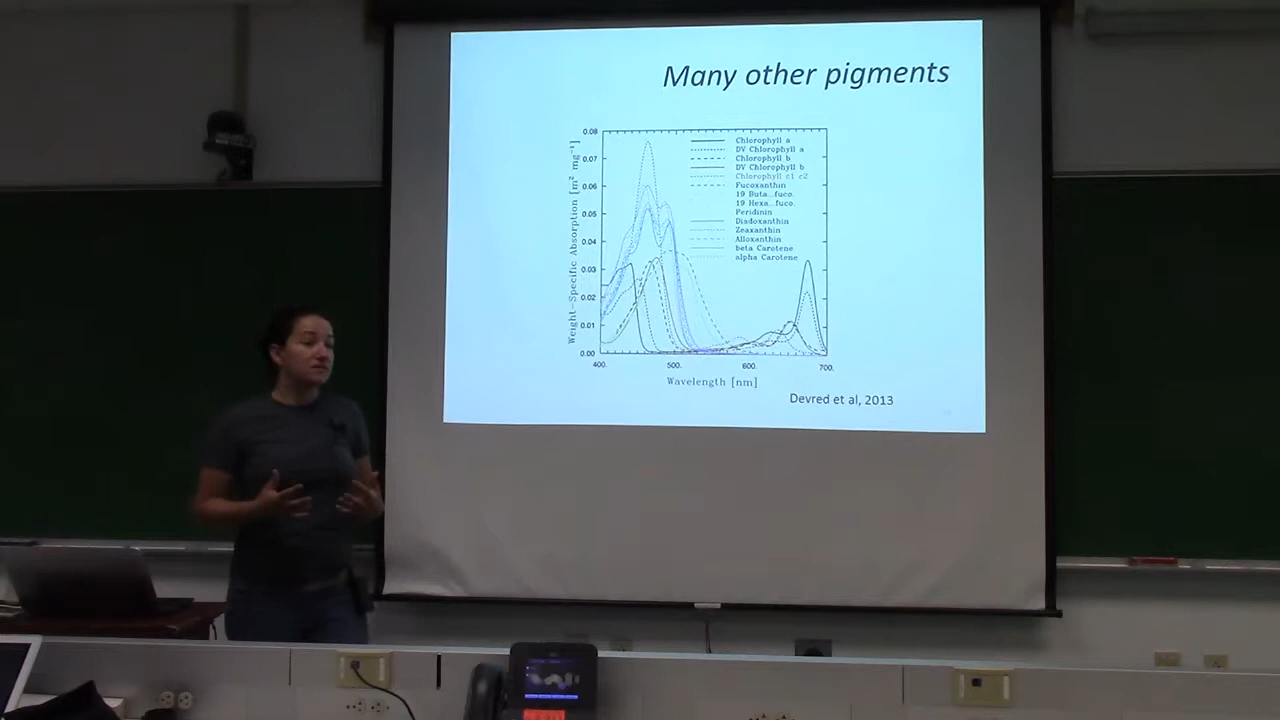 Many other pigments
0.08
0.07
0.06
0.05
0.04
0.03
0.02
0.01
0.00
Weight-Specific Absorption [m² mg⁻¹]
Chlorophyll a
DV Chlorophyll a
Chlorophyll b
DV Chlorophyll b
Chlorophyll c1 c2
Fucoxanthin
19 Buta...fuco.
19 Hexa...fuco.
Peridinin
Diadoxanthin
Zeaxanthin
Alloxanthin
beta Carotene
alpha Carotene
400. 500. 600. 700.
Wavelength [nm]
Devred et al, 2013